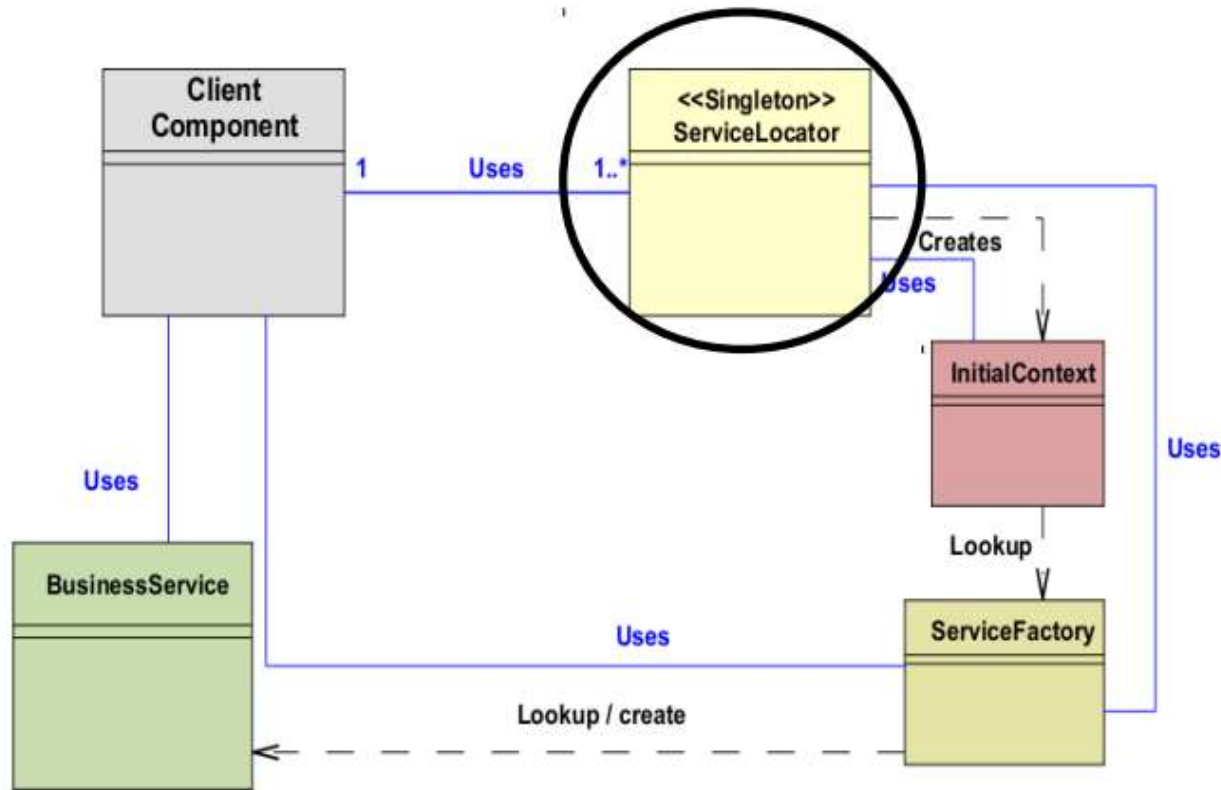 Client
Component
<<Singleton>>
ServiceLocator
1
Uses
1..*
Creates
Uses
InitialContext
Uses
Uses
Lookup
BusinessService
ServiceFactory
Uses
Lookup / create